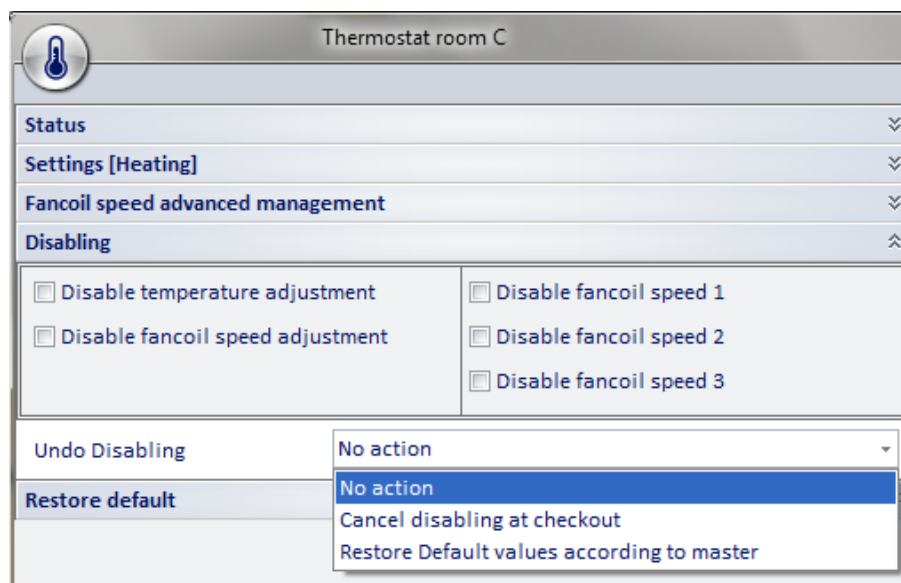 Thermostat room C
Status
Settings [Heating]
Fancoil speed advanced management
Disabling
Disable temperature adjustment
Disable fancoil speed adjustment
Disable fancoil speed 1
Disable fancoil speed 2
Disable fancoil speed 3
Undo Disabling
No action
No action
Cancel disabling at checkout
Restore Default values according to master
Restore default